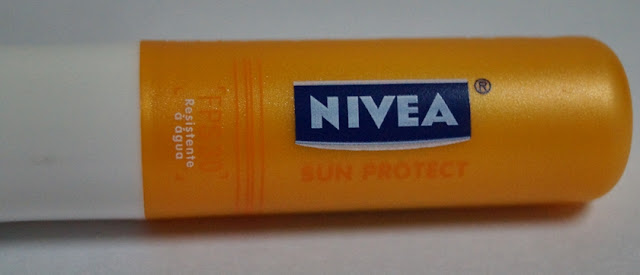 NIVEA®
SUN PROTECT
Resistente
à água